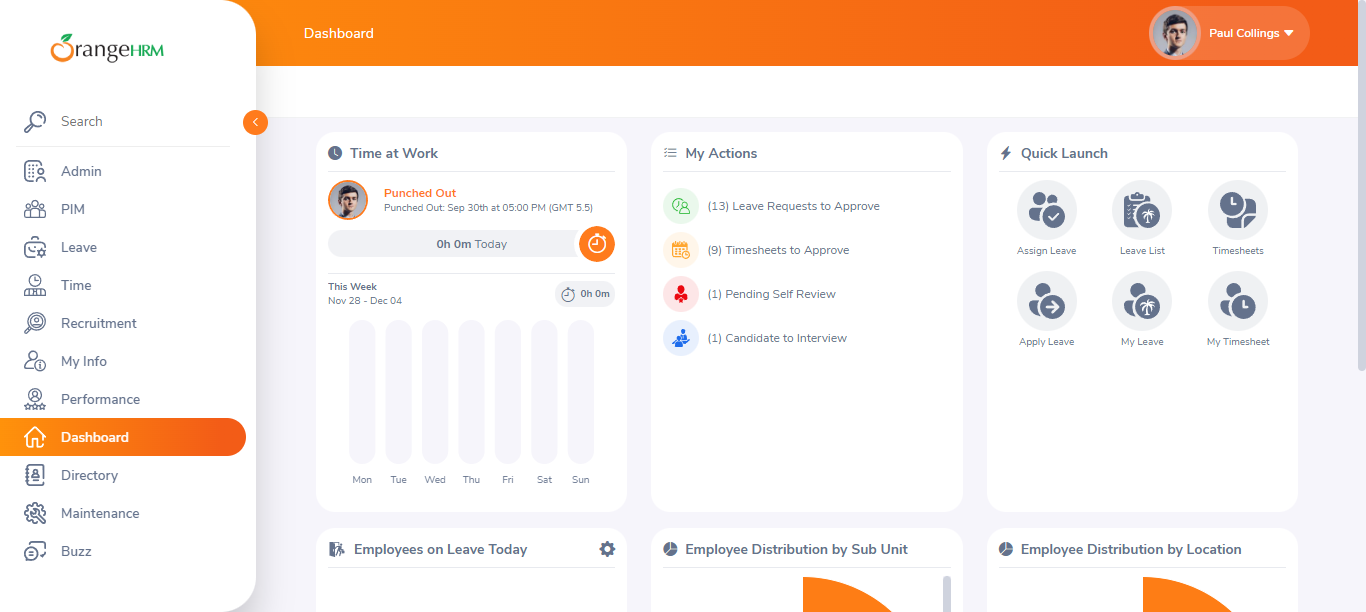 OrangeHRM
Search
Admin
PIM
Leave
Time
Recruitment
My Info
Performance
Dashboard
Directory
Maintenance
Buzz
Dashboard
Paul Collings
Time at Work
Punched Out
Punched Out: Sep 30th at 05:00 PM (GMT 5.5)
0h 0m Today
This Week
Nov 28 - Dec 04
0h 0m
Mon Tue Wed Thu Fri Sat Sun
My Actions
(13) Leave Requests to Approve
(9) Timesheets to Approve
(1) Pending Self Review
(1) Candidate to Interview
Quick Launch
Assign Leave Leave List Timesheets
Apply Leave My Leave My Timesheet
Employees on Leave Today
Employee Distribution by Sub Unit
Employee Distribution by Location